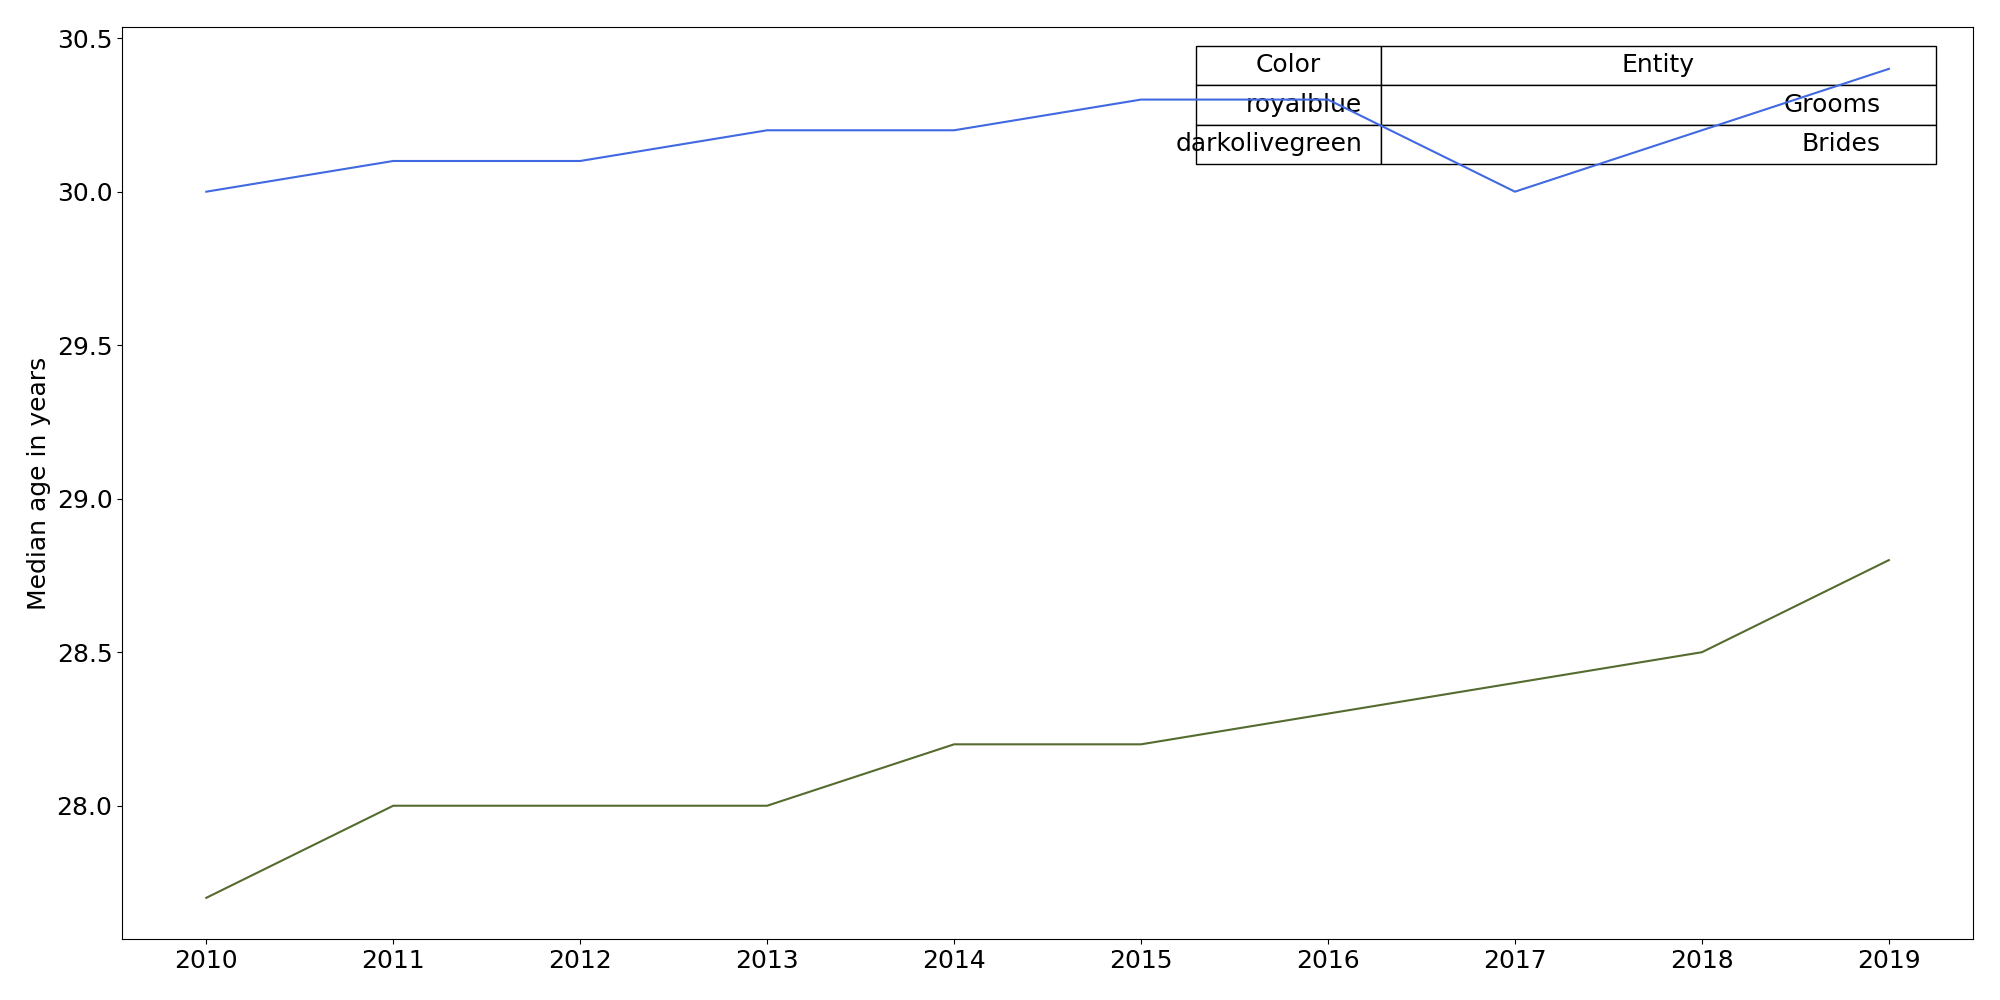 30.5
30.0
29.5
29.0
28.5
28.0
Median age in years
Color Entity
royalblue Grooms
darkolivegreen Brides
2010 2011 2012 2013 2014 2015 2016 2017 2018 2019